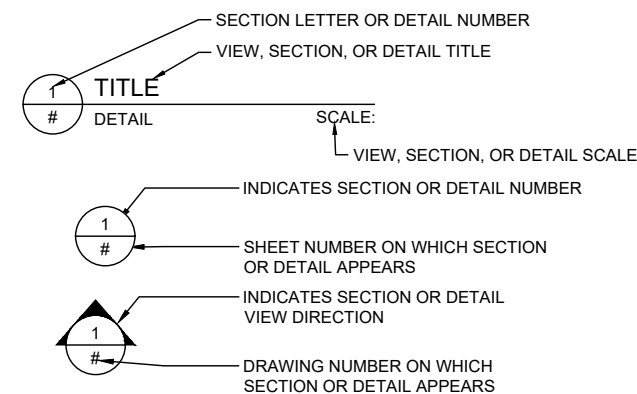 SECTION LETTER OR DETAIL NUMBER
VIEW, SECTION, OR DETAIL TITLE
1
TITLE
#
DETAIL
SCALE:
VIEW, SECTION, OR DETAIL SCALE
INDICATES SECTION OR DETAIL NUMBER
1
#
SHEET NUMBER ON WHICH SECTION
OR DETAIL APPEARS
INDICATES SECTION OR DETAIL
VIEW DIRECTION
1
#
DRAWING NUMBER ON WHICH
SECTION OR DETAIL APPEARS